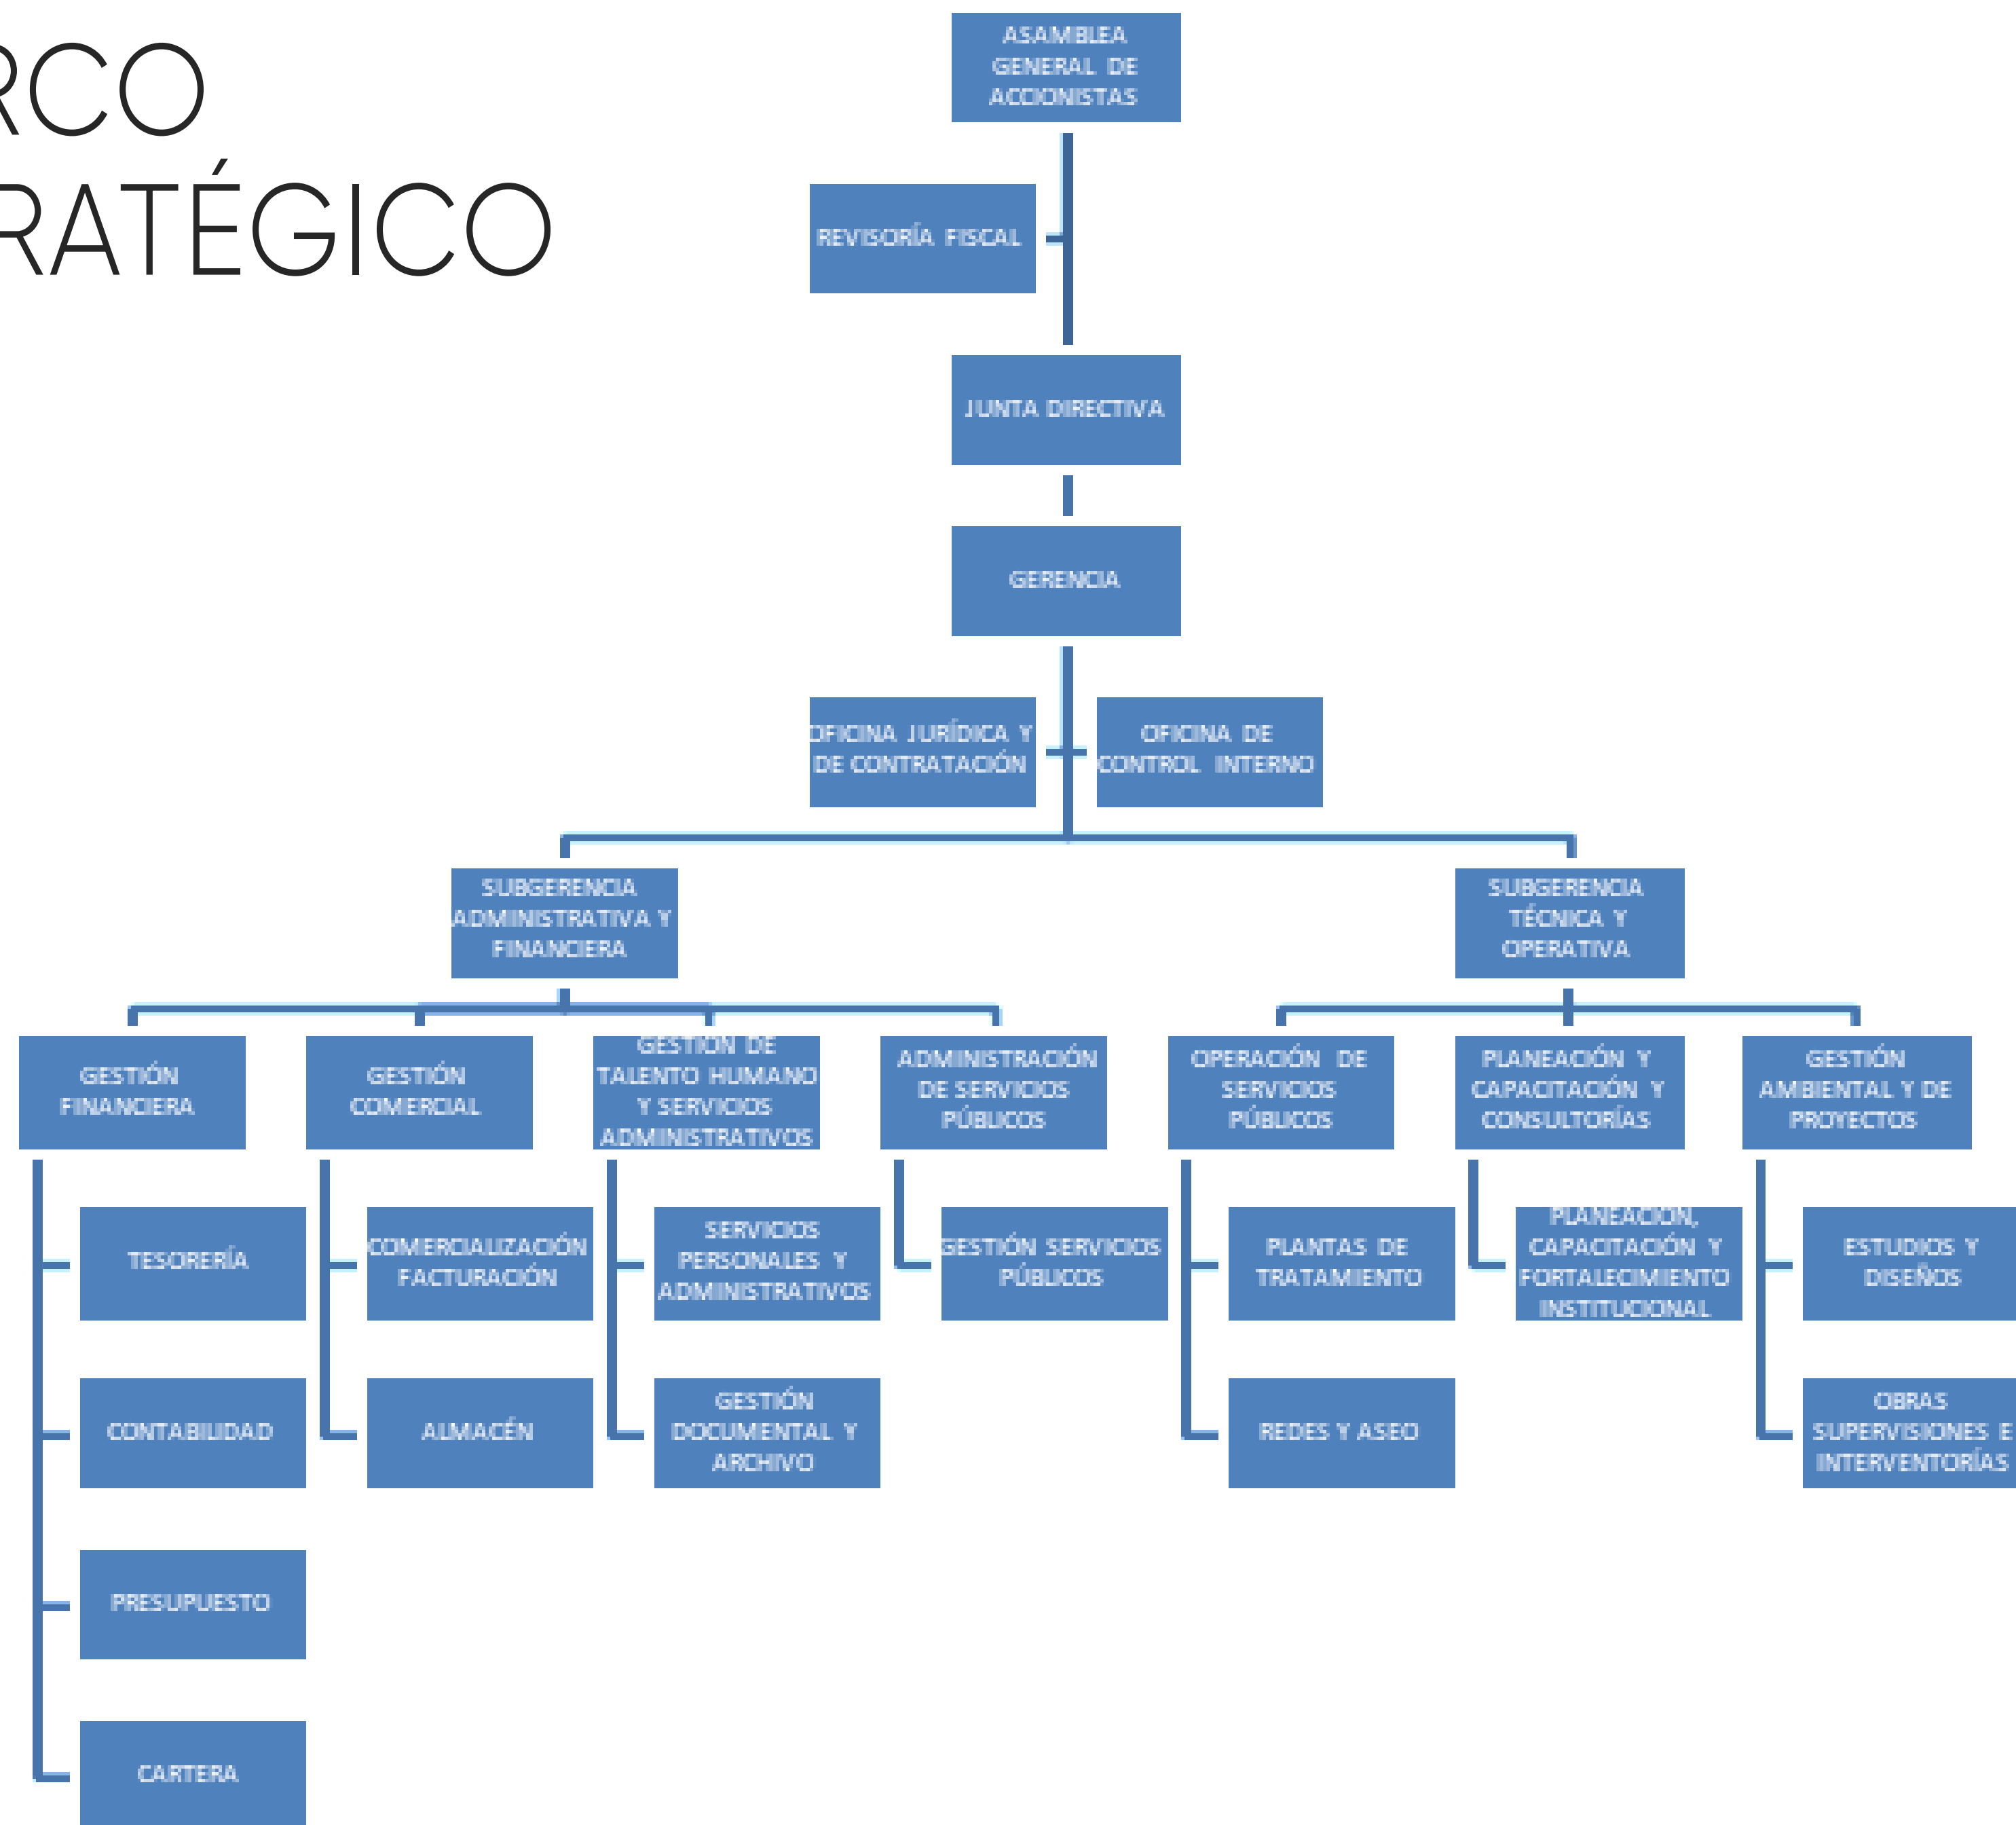 RCO
RATÉGICO
ASAMBLEA
GENERAL DE
ACCIONISTAS
REVISORÍA FISCAL
JUNTA DIRECTIVA
GERENCIA
OFICINA JURÍDICA Y
DE CONTRATACIÓN
OFICINA DE
CONTROL INTERNO
SUBGERENCIA
ADMINISTRATIVA Y
FINANCIERA
SUBGERENCIA
TÉCNICA Y
OPERATIVA
GESTIÓN
FINANCIERA
GESTIÓN
COMERCIAL
GESTIÓN DE
TALENTO HUMANO
Y SERVICIOS
ADMINISTRATIVOS
ADMINISTRACIÓN
DE SERVICIOS
PÚBLICOS
OPERACIÓN DE
SERVICIOS
PÚBLICOS
PLANEACIÓN Y
CAPACITACIÓN Y
CONSULTORÍAS
GESTIÓN
AMBIENTAL Y DE
PROYECTOS
TESORERÍA
COMERCIALIZACIÓN
FACTURACIÓN
SERVICIOS
PERSONALES Y
ADMINISTRATIVOS
GESTIÓN SERVICIOS
PÚBLICOS
PLANTAS DE
TRATAMIENTO
PLANEACIÓN,
CAPACITACIÓN Y
FORTALECIMIENTO
INSTITUCIONAL
ESTUDIOS Y
DISEÑOS
CONTABILIDAD
ALMACÉN
GESTIÓN
DOCUMENTAL Y
ARCHIVO
REDES Y ASEO
OBRAS
SUPERVISIONES E
INTERVENTORÍAS
PRESUPUESTO
CARTERA